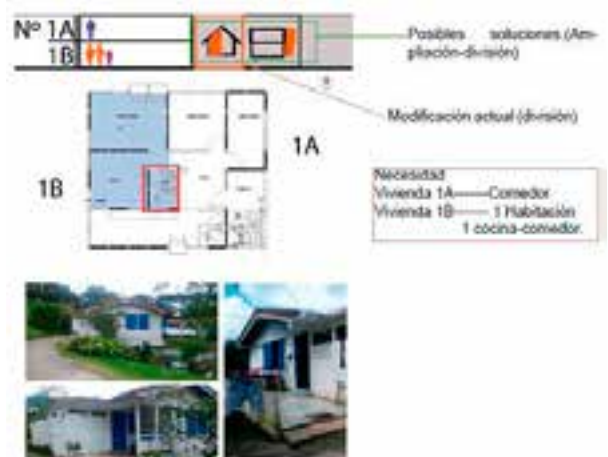 Nº 1A
1B
Posibles soluciones (Am-
pliación-división)
Modificación actual (división)
1A
1B
Necesidad
Vivienda 1A——Comedor
Vivienda 1B—— 1 Habitación
1 cocina-comedor.